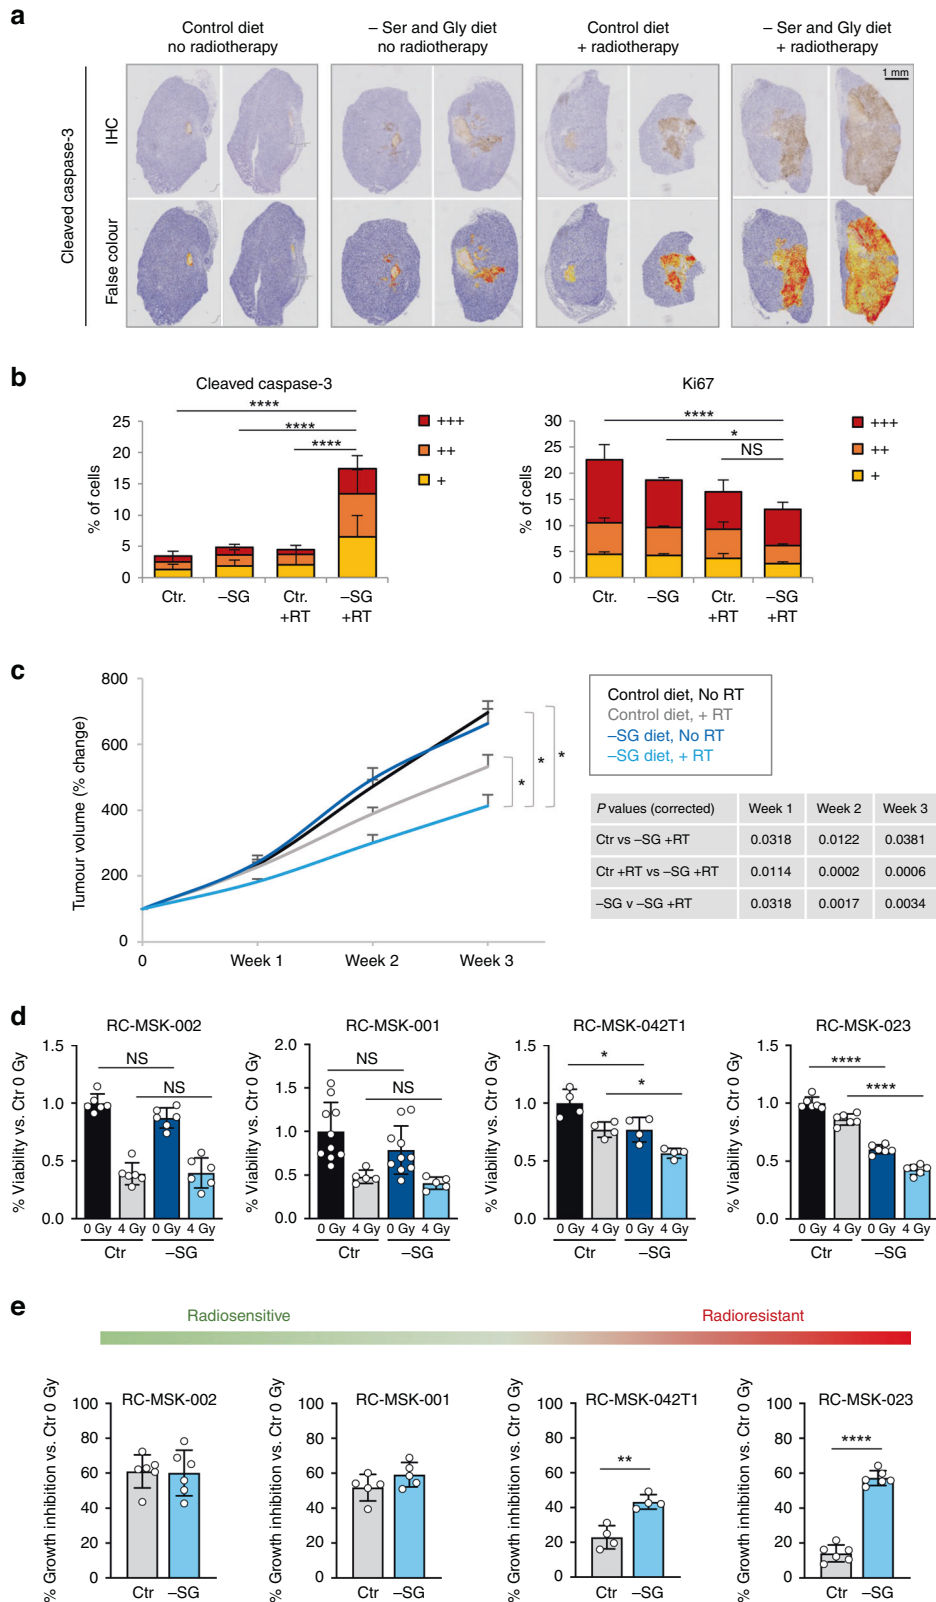 a
Control diet
no radiotherapy
– Ser and Gly diet
no radiotherapy
Control diet
+ radiotherapy
– Ser and Gly diet
+ radiotherapy
Cleaved caspase-3
IHC
False colour
1 mm
b
Cleaved caspase-3
% of cells
25
20
15
10
5
0
****
****
****
+++
++
+
Ctr.
–SG
Ctr.
+RT
–SG
+RT
Ki67
% of cells
30
25
20
15
10
5
0
****
*
NS
+++
++
+
Ctr.
–SG
Ctr.
+RT
–SG
+RT
c
Tumour volume (% change)
800
600
400
200
0
0
Week 1
Week 2
Week 3
*
*
*
Control diet, No RT
Control diet, + RT
–SG diet, No RT
–SG diet, + RT
P values (corrected) Week 1 Week 2 Week 3
Ctr vs –SG +RT 0.0318 0.0122 0.0381
Ctr +RT vs –SG +RT 0.0114 0.0002 0.0006
–SG v –SG +RT 0.0318 0.0017 0.0034
d
RC-MSK-002
% Viability vs. Ctr 0 Gy
1.5
1.0
0.5
0.0
NS
NS
0 Gy 4 Gy 0 Gy 4 Gy
Ctr –SG
RC-MSK-001
% Viability vs. Ctr 0 Gy
2.0
1.5
1.0
0.5
0.0
NS
NS
0 Gy 4 Gy 0 Gy 4 Gy
Ctr –SG
RC-MSK-042T1
% Viability vs. Ctr 0 Gy
1.5
1.0
0.5
0.0
*
*
0 Gy 4 Gy 0 Gy 4 Gy
Ctr –SG
RC-MSK-023
% Viability vs. Ctr 0 Gy
1.5
1.0
0.5
0.0
****
****
0 Gy 4 Gy 0 Gy 4 Gy
Ctr –SG
e
Radiosensitive
Radioresistant
RC-MSK-002
% Growth inhibition vs. Ctr 0 Gy
100
80
60
40
20
0
Ctr –SG
RC-MSK-001
% Growth inhibition vs. Ctr 0 Gy
100
80
60
40
20
0
Ctr –SG
RC-MSK-042T1
% Growth inhibition vs. Ctr 0 Gy
100
80
60
40
20
0
**
Ctr –SG
RC-MSK-023
% Growth inhibition vs. Ctr 0 Gy
100
80
60
40
20
0
****
Ctr –SG